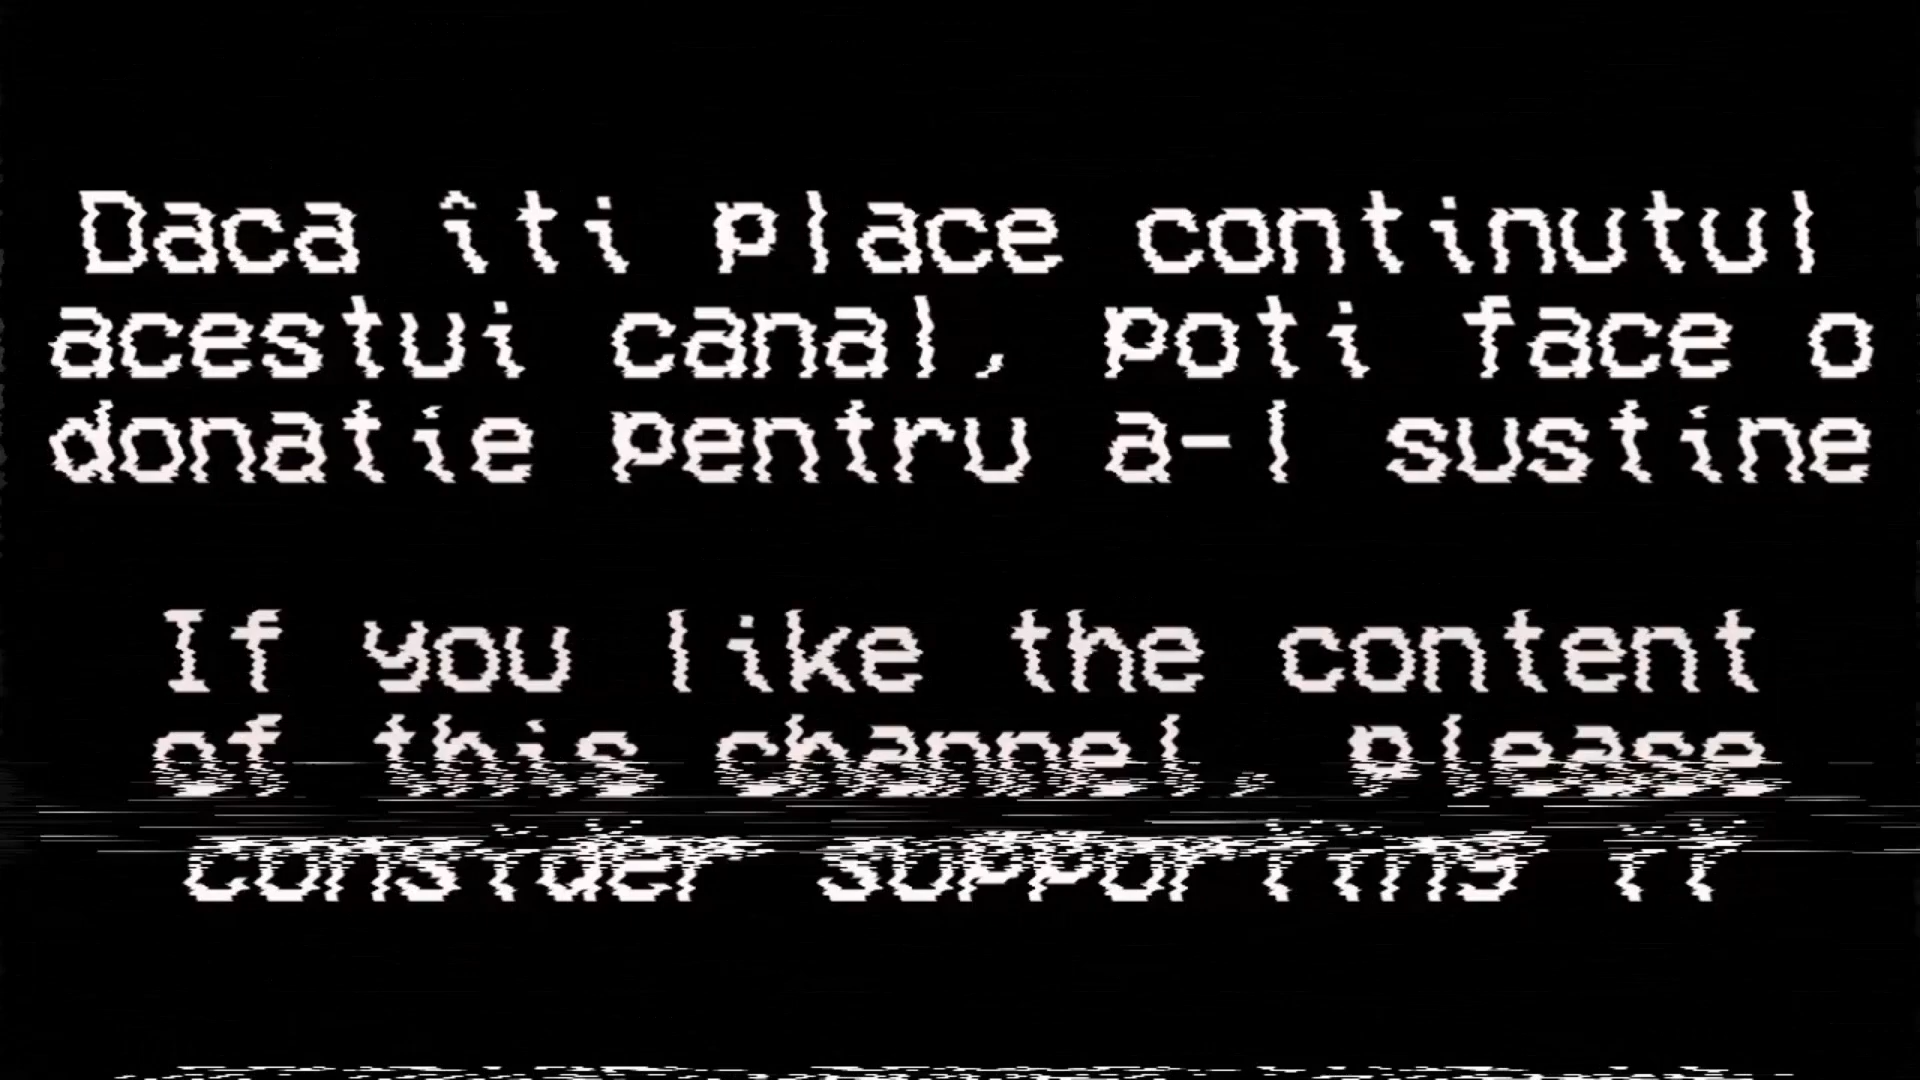 Daca îti place continutul
acestui canal, poti face o
donatie pentru a-l sustine
If you like the content
of this channel, please
consider supporting it